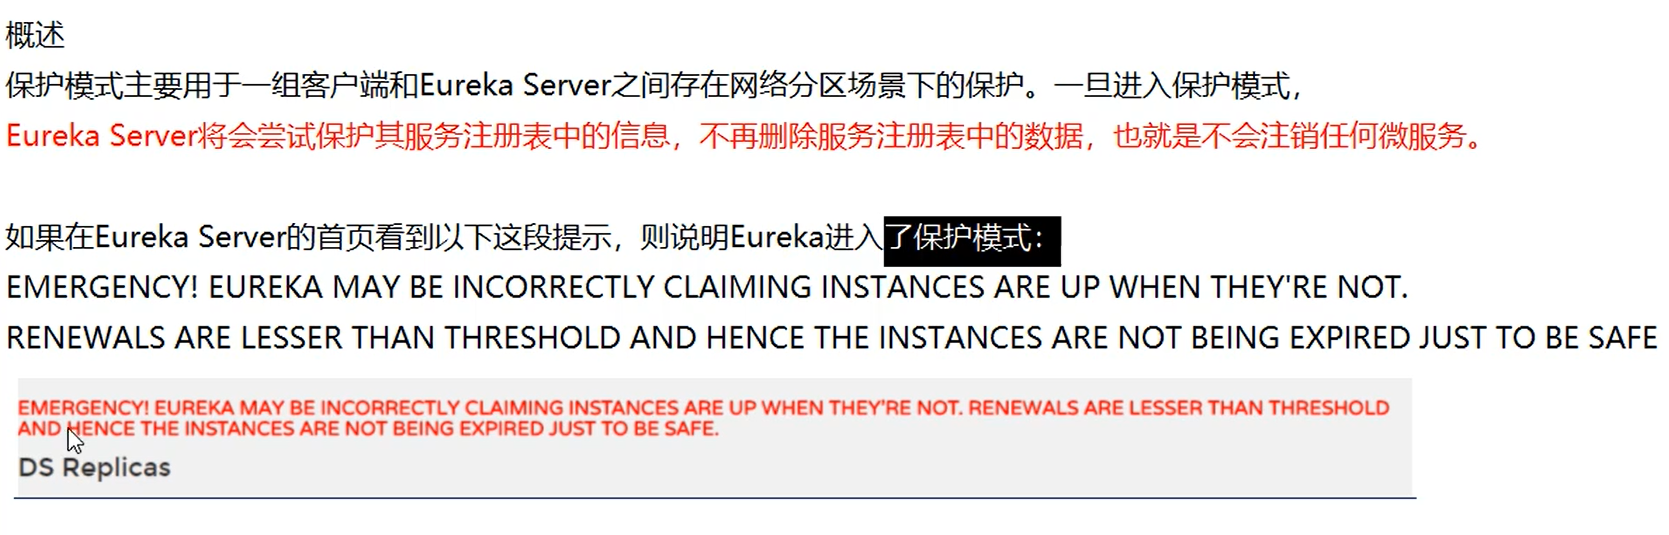 概述
保护模式主要用于一组客户端和Eureka Server之间存在网络分区场景下的保护。一旦进入保护模式，
Eureka Server将会尝试保护其服务注册表中的信息，不再删除服务注册表中的数据，也就是不会注销任何微服务。
如果在Eureka Server的首页看到以下这段提示，则说明Eureka进入了保护模式：
EMERGENCY! EUREKA MAY BE INCORRECTLY CLAIMING INSTANCES ARE UP WHEN THEY'RE NOT.
RENEWALS ARE LESSER THAN THRESHOLD AND HENCE THE INSTANCES ARE NOT BEING EXPIRED JUST TO BE SAFE
EMERGENCY! EUREKA MAY BE INCORRECTLY CLAIMING INSTANCES ARE UP WHEN THEY'RE NOT. RENEWALS ARE LESSER THAN THRESHOLD
AND HENCE THE INSTANCES ARE NOT BEING EXPIRED JUST TO BE SAFE.
DS Replicas